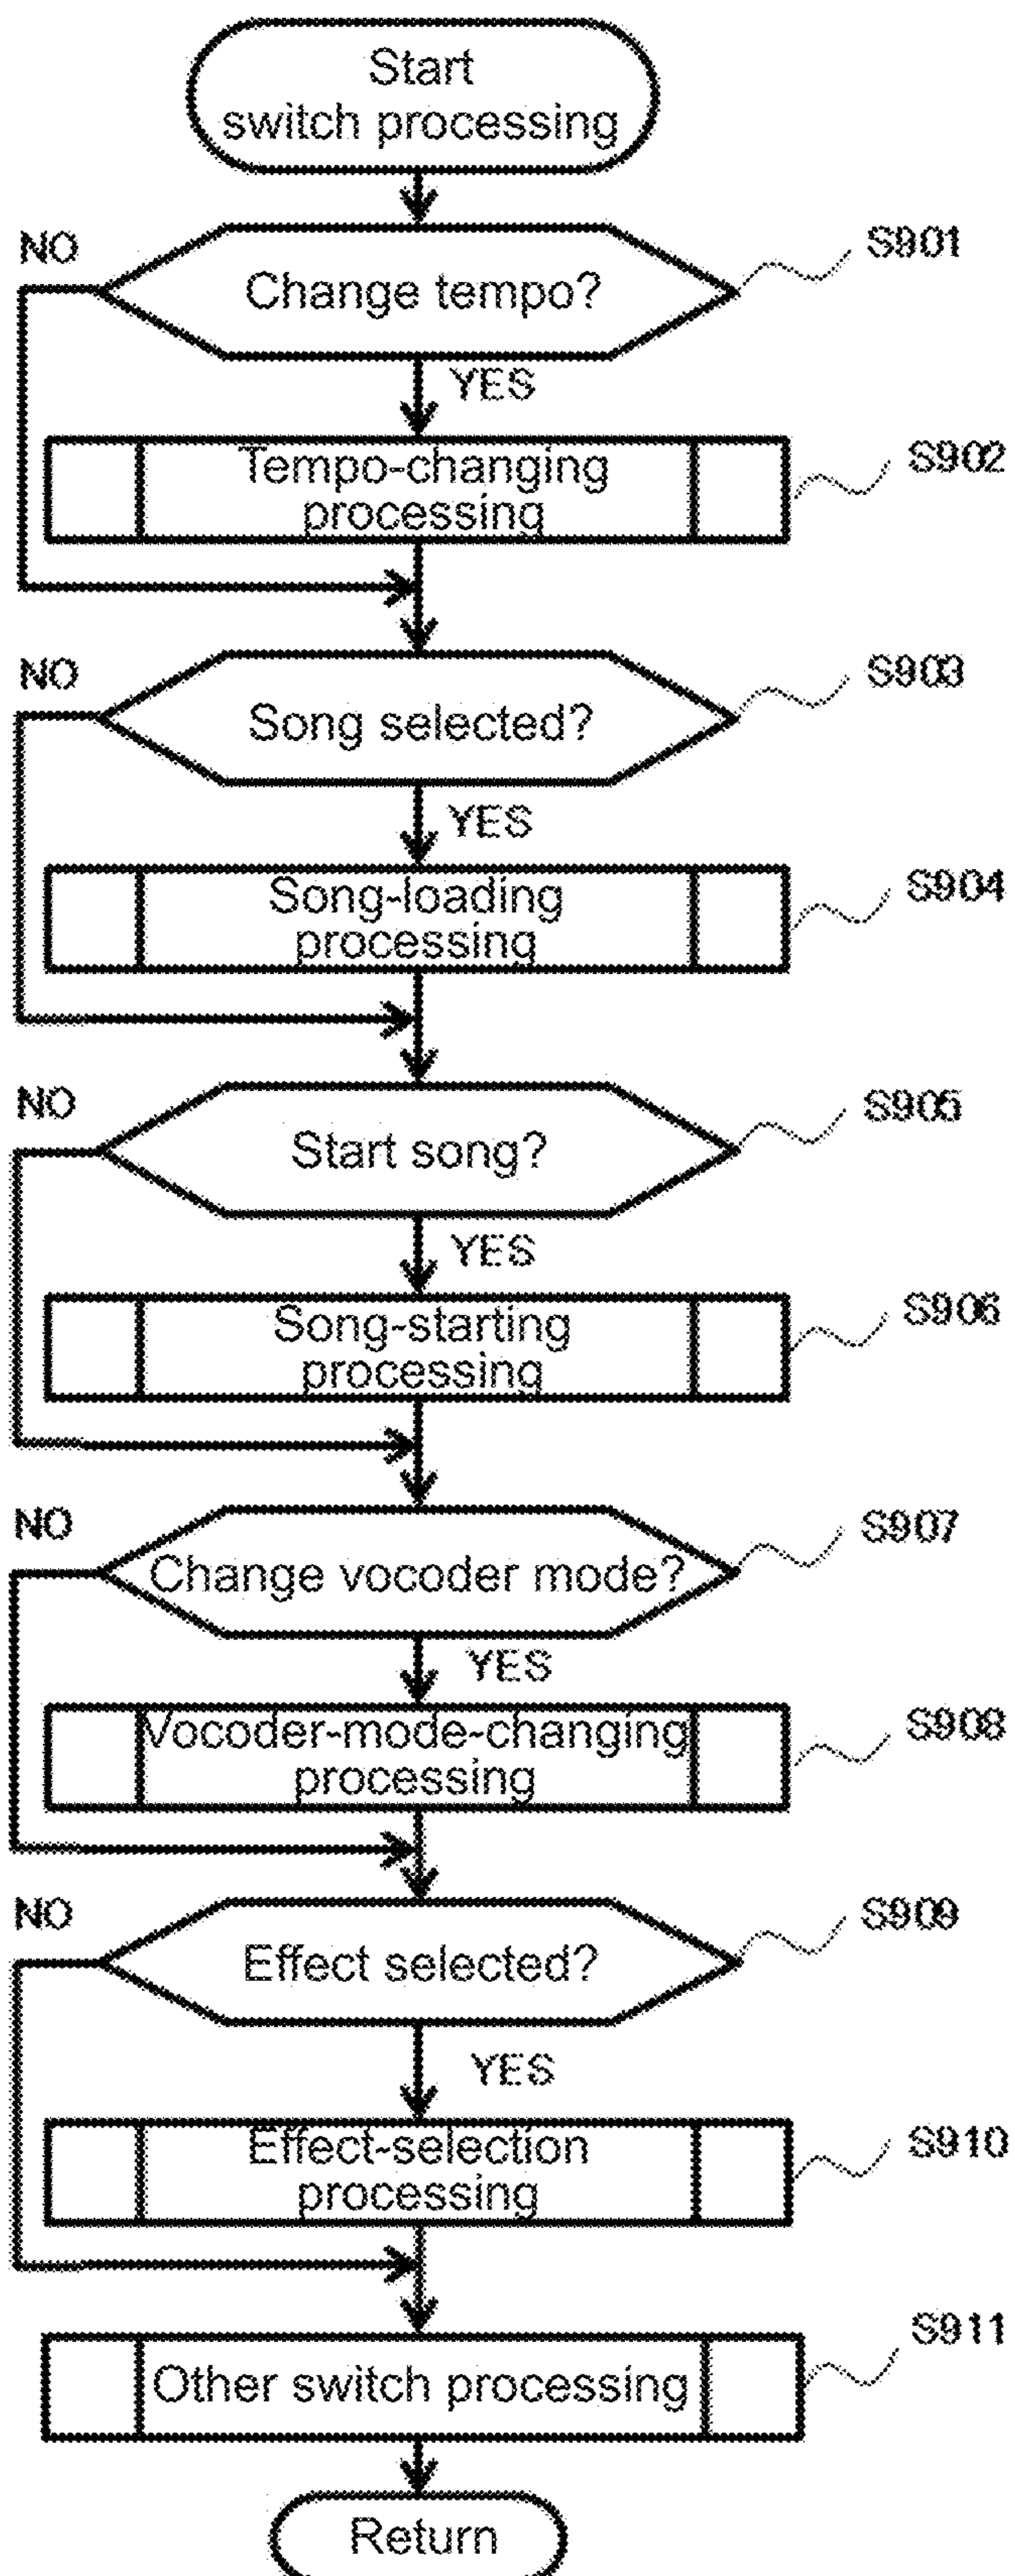 Start
switch processing
NO
S901
Change tempo?
YES
S902
Tempo-changing
processing
NO
S903
Song selected?
YES
S904
Song-loading
processing
NO
S905
Start song?
YES
S906
Song-starting
processing
NO
S907
Change vocoder mode?
YES
S908
Vocoder-mode-changing
processing
NO
S909
Effect selected?
YES
S910
Effect-selection
processing
S911
Other switch processing
Return